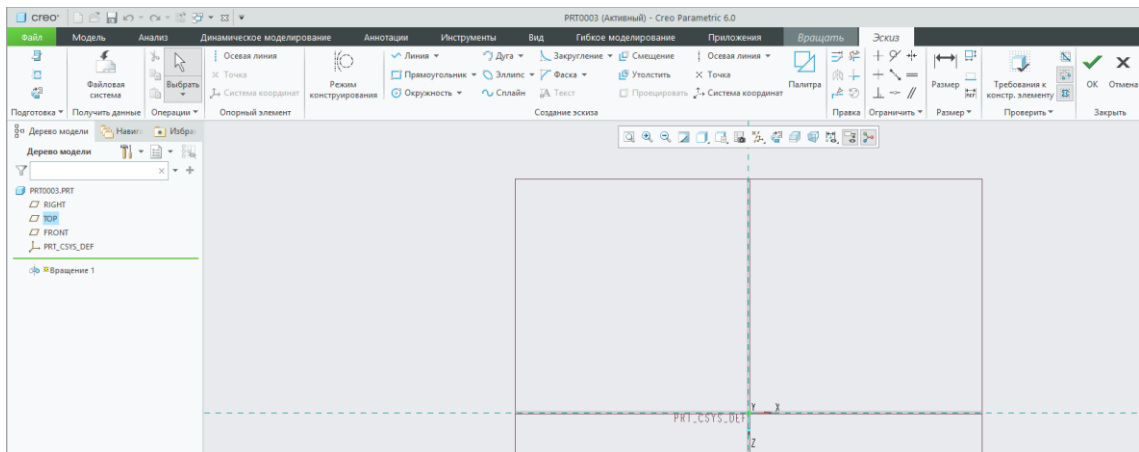 creo®
PRT0003 (Активный) - Creo Parametric 6.0
Файл Модель Анализ Динамическое моделирование Аннотации Инструменты Вид Гибкое моделирование Приложения Вращать Эскиз
Осевая линия Линия Дуга Закругление Смещение Осевая линия
Точка Прямоугольник Эллипс Фаска Утолстить Точка
Система координат Окружность Сплайн Текст Проецировать Система координат
Файловая система
Выбрать
Режим конструирования
Палитра
Размер
REF
Требования к констр. элементу
OK Отмена
Подготовка Получить данные Операции Опорный элемент Создание эскиза Правка Ограничить Размер Проверить Закрыть
Дерево модели Навиг Избра
Дерево модели
PRT0003.PRT
RIGHT
TOP
FRONT
PRT_CSYS_DEF
Вращение 1
Y X
PRT_CSYS_DEF
Z